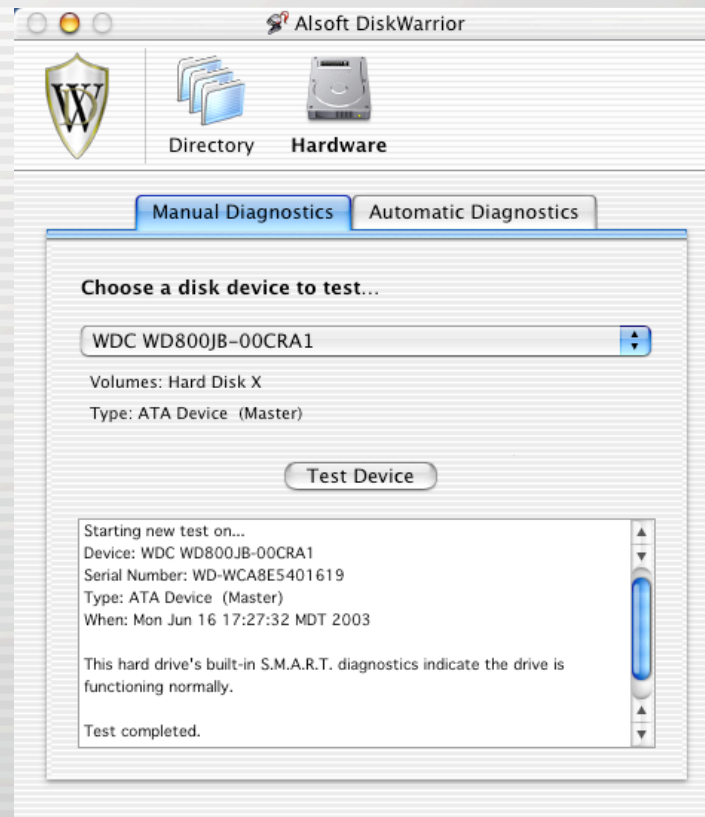 Alsoft DiskWarrior
Directory
Hardware
Manual Diagnostics
Automatic Diagnostics
Choose a disk device to test...
WDC WD800JB-00CRA1
Volumes: Hard Disk X
Type: ATA Device (Master)
Test Device
Starting new test on...
Device: WDC WD800JB-00CRA1
Serial Number: WD-WCA8E5401619
Type: ATA Device (Master)
When: Mon Jun 16 17:27:32 MDT 2003
This hard drive's built-in S.M.A.R.T. diagnostics indicate the drive is
functioning normally.
Test completed.